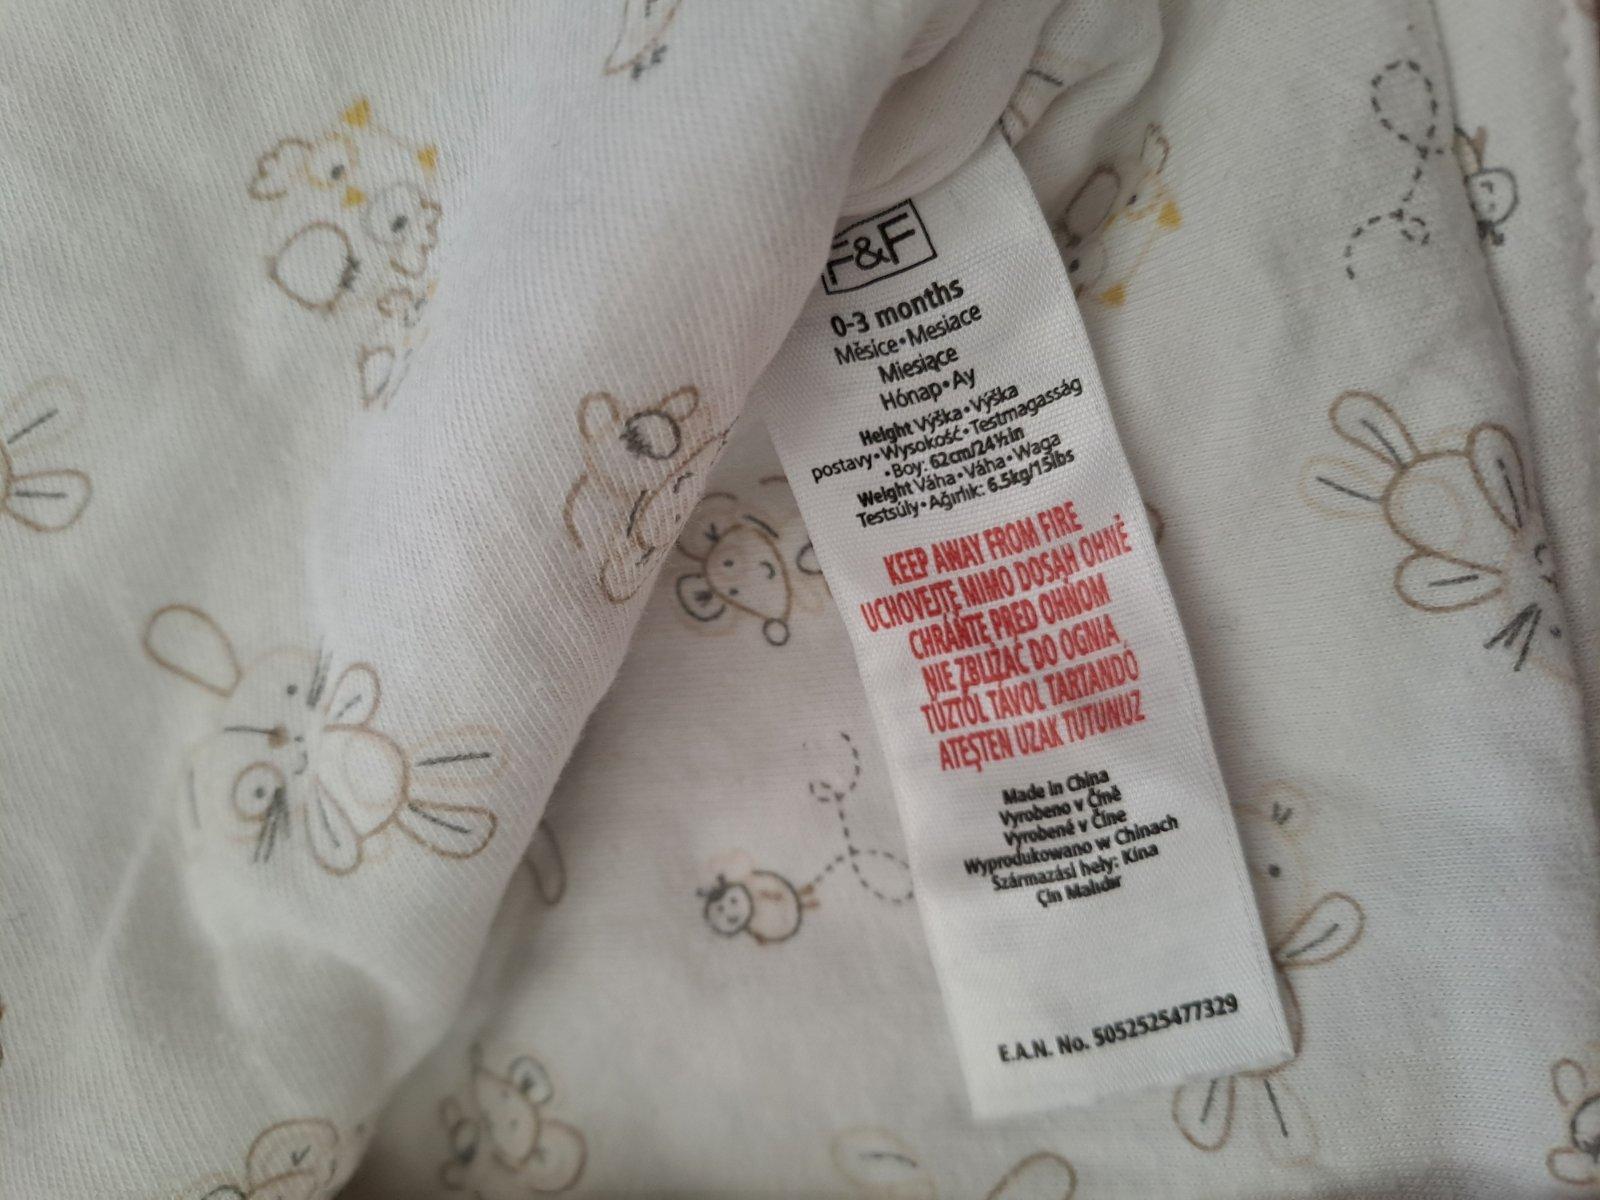 F&F
0-3 months
Měsíce•Mesiace
Miesiące
Hónap•Ay
Height Výška•Výška
postavy•Wysokość•Testmagasság
•Boy: 62cm/24½in
Weight Váha•Váha•Waga
Testsúly•Ağırlık: 6.5kg/15lbs
KEEP AWAY FROM FIRE
UCHOVEJTE MIMO DOSAH OHNĚ
CHRÁŇTE PRED OHŇOM
NIE ZBLIŻAĆ DO OGNIA
TŰZTŐL TÁVOL TARTANDÓ
ATEŞTEN UZAK TUTUNUZ
Made in China
Vyrobeno v Číně
Vyrobené v Číne
Wyprodukowano w Chinach
Származási hely: Kína
Çin Malıdır
E.A.N. No. 5052525477329